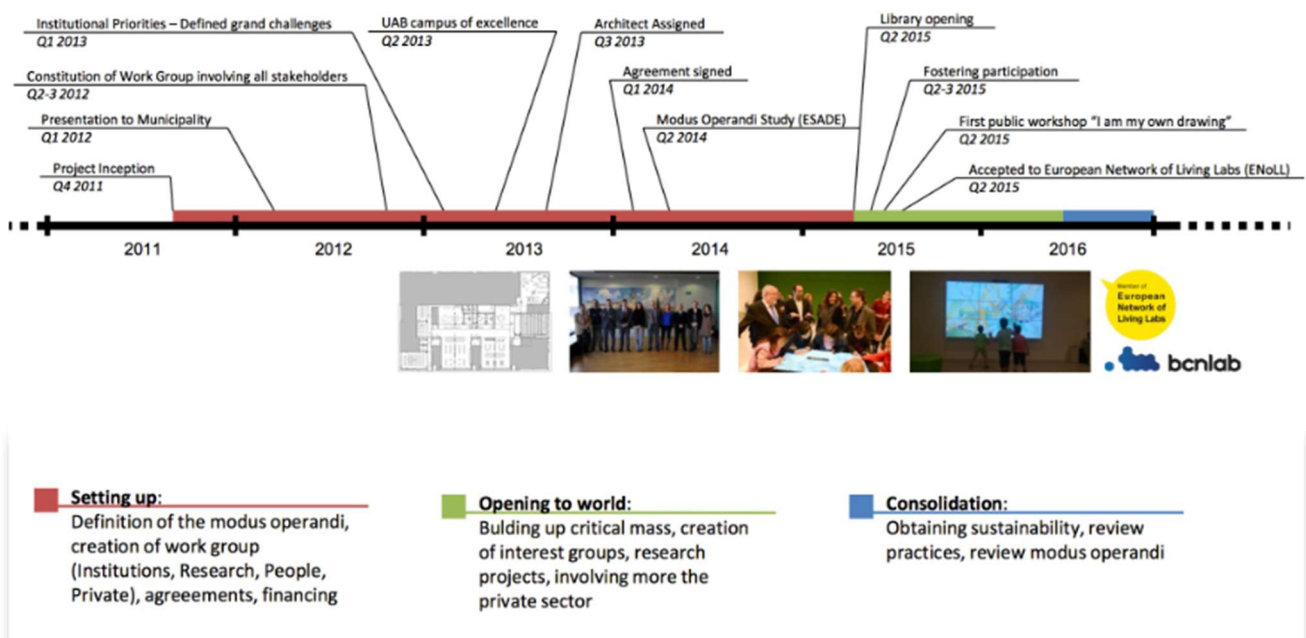 Institutional Priorities – Defined grand challenges
Q1 2013
UAB campus of excellence
Q2 2013
Architect Assigned
Q3 2013
Library opening
Q2 2015
Constitution of Work Group involving all stakeholders
Q2-3 2012
Agreement signed
Q1 2014
Fostering participation
Q2-3 2015
Presentation to Municipality
Q1 2012
Modus Operandi Study (ESADE)
Q2 2014
First public workshop “I am my own drawing”
Q2 2015
Project Inception
Q4 2011
Accepted to European Network of Living Labs (ENoLL)
Q2 2015
2011
2012
2013
2014
2015
2016
Member of
European
Network of
Living Labs
bcnlab
Setting up:
Definition of the modus operandi,
creation of work group
(Institutions, Research, People,
Private), agreeements, financing
Opening to world:
Bulding up critical mass, creation
of interest groups, research
projects, involving more the
private sector
Consolidation:
Obtaining sustainability, review
practices, review modus operandi